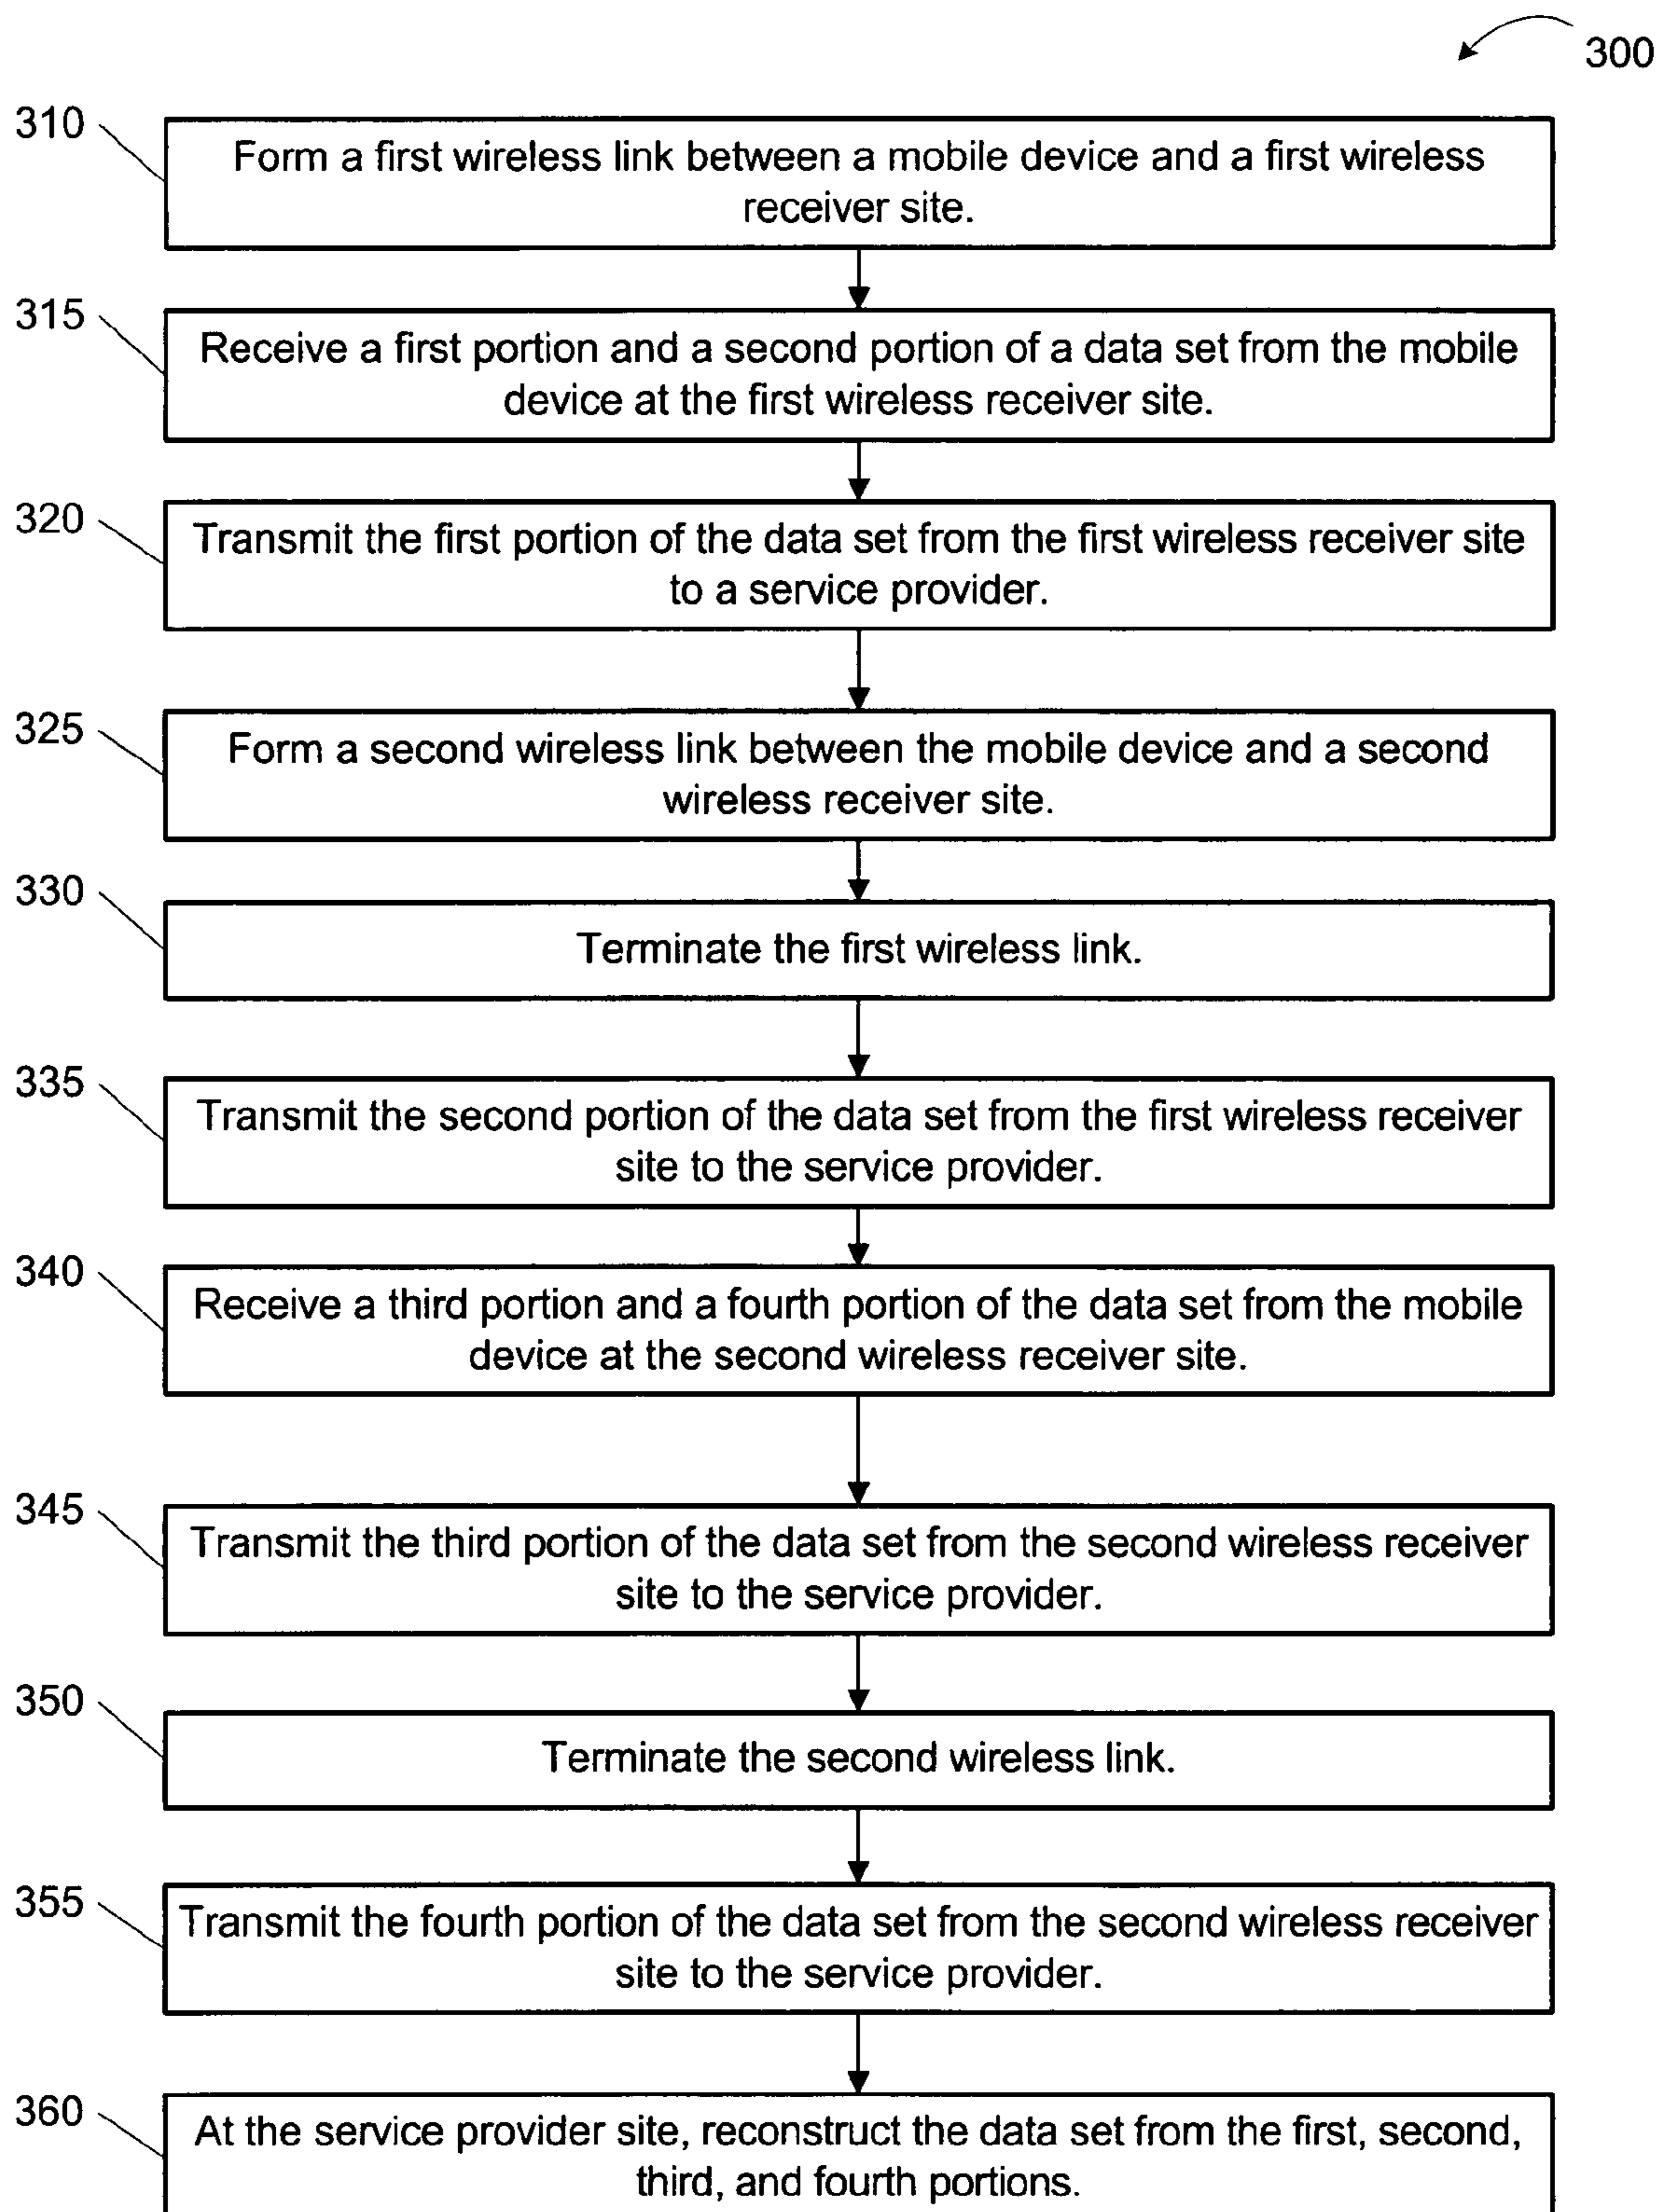 300
310
Form a first wireless link between a mobile device and a first wireless
receiver site.
315
Receive a first portion and a second portion of a data set from the mobile
device at the first wireless receiver site.
320
Transmit the first portion of the data set from the first wireless receiver site
to a service provider.
325
Form a second wireless link between the mobile device and a second
wireless receiver site.
330
Terminate the first wireless link.
335
Transmit the second portion of the data set from the first wireless receiver
site to the service provider.
340
Receive a third portion and a fourth portion of the data set from the mobile
device at the second wireless receiver site.
345
Transmit the third portion of the data set from the second wireless receiver
site to the service provider.
350
Terminate the second wireless link.
355
Transmit the fourth portion of the data set from the second wireless receiver
site to the service provider.
360
At the service provider site, reconstruct the data set from the first, second,
third, and fourth portions.